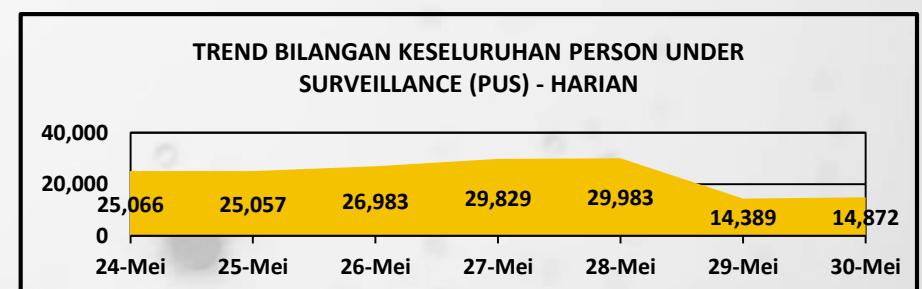 TREND BILANGAN KESELURUHAN PERSON UNDER
SURVEILLANCE (PUS) - HARIAN
40,000
20,000
0
25,066 25,057 26,983 29,829 29,983 14,389 14,872
24-Mei 25-Mei 26-Mei 27-Mei 28-Mei 29-Mei 30-Mei